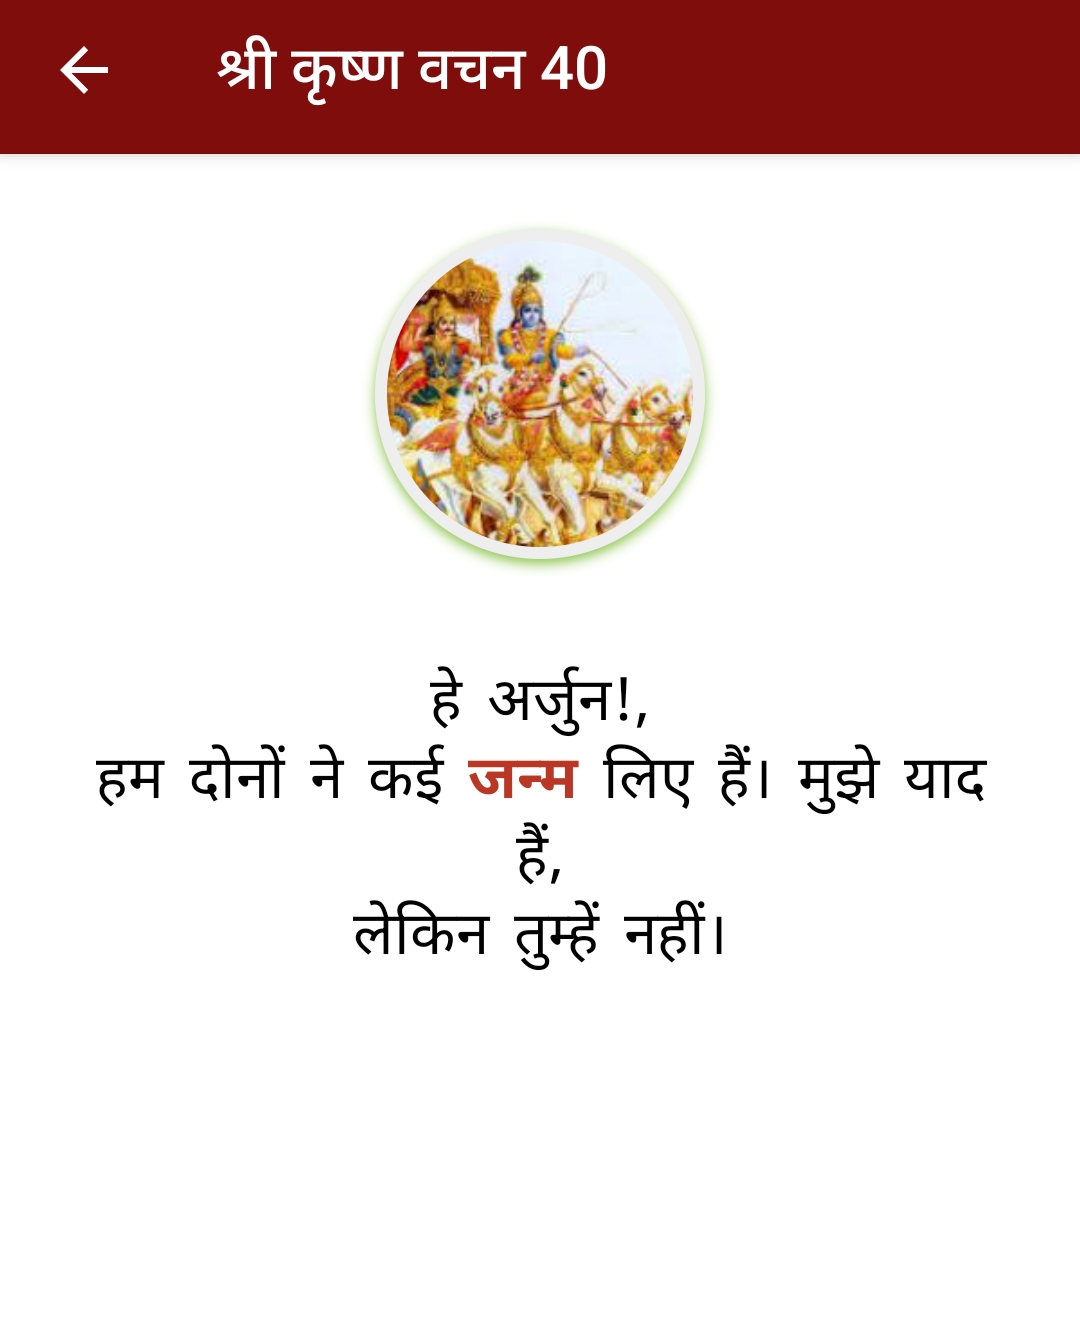 श्री कृष्ण वचन 40
हे अर्जुन!,
हम दोनों ने कई जन्म लिए हैं। मुझे याद
हैं,
लेकिन तुम्हें नहीं।